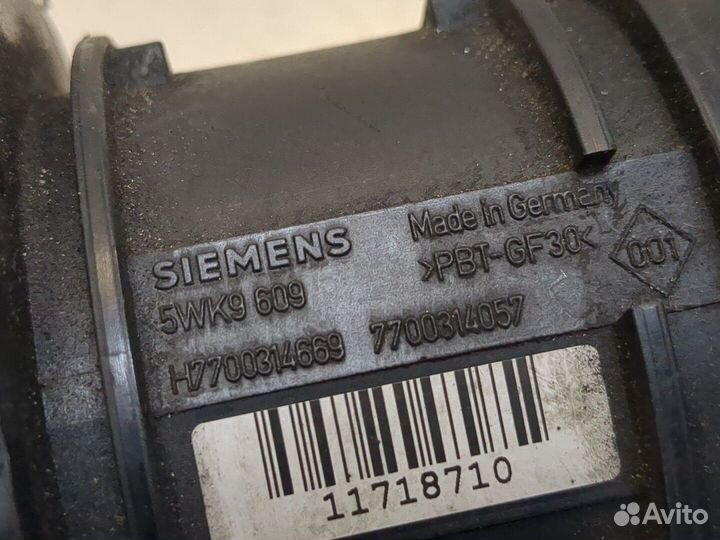 SIEMENS
Made in Germany
5WK9 609
>PBT-GF30<
001
H7700314669 7700314057
11718710
Avito